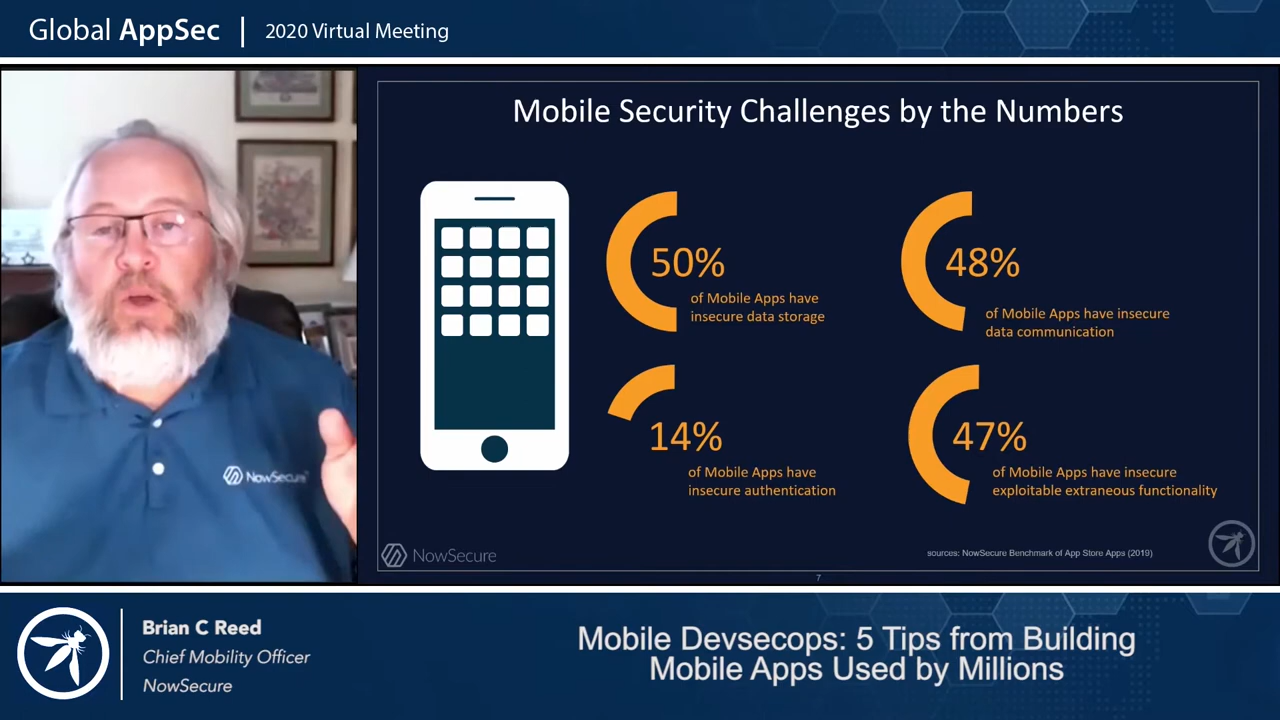 Global AppSec | 2020 Virtual Meeting
Mobile Security Challenges by the Numbers
50%
of Mobile Apps have
insecure data storage
48%
of Mobile Apps have insecure
data communication
14%
of Mobile Apps have
insecure authentication
47%
of Mobile Apps have insecure
exploitable extraneous functionality
NowSecure
NowSecure
sources: NowSecure Benchmark of App Store Apps (2019)
7
Brian C Reed
Chief Mobility Officer
NowSecure
Mobile Devsecops: 5 Tips from Building
Mobile Apps Used by Millions